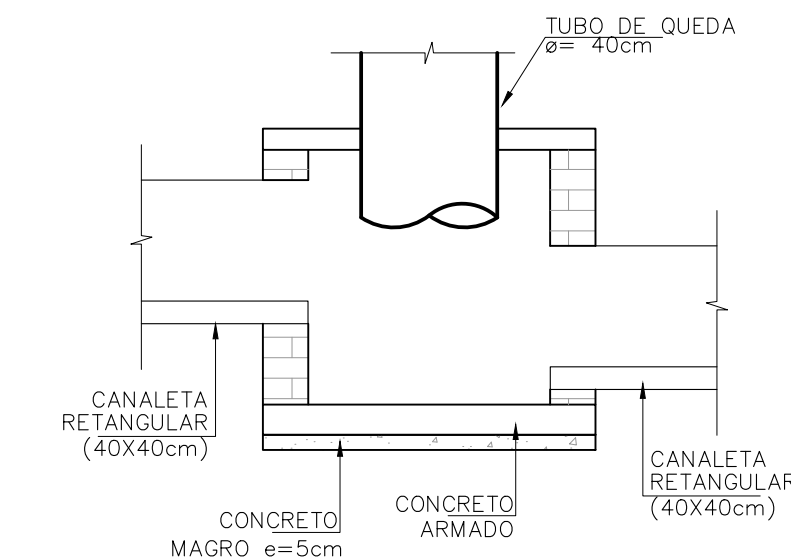 TUBO DE QUEDA
ø= 40cm
CANALETA
RETANGULAR
(40X40cm)
CANALETA
RETANGULAR
(40X40cm)
CONCRETO
ARMADO
CONCRETO
MAGRO e=5cm